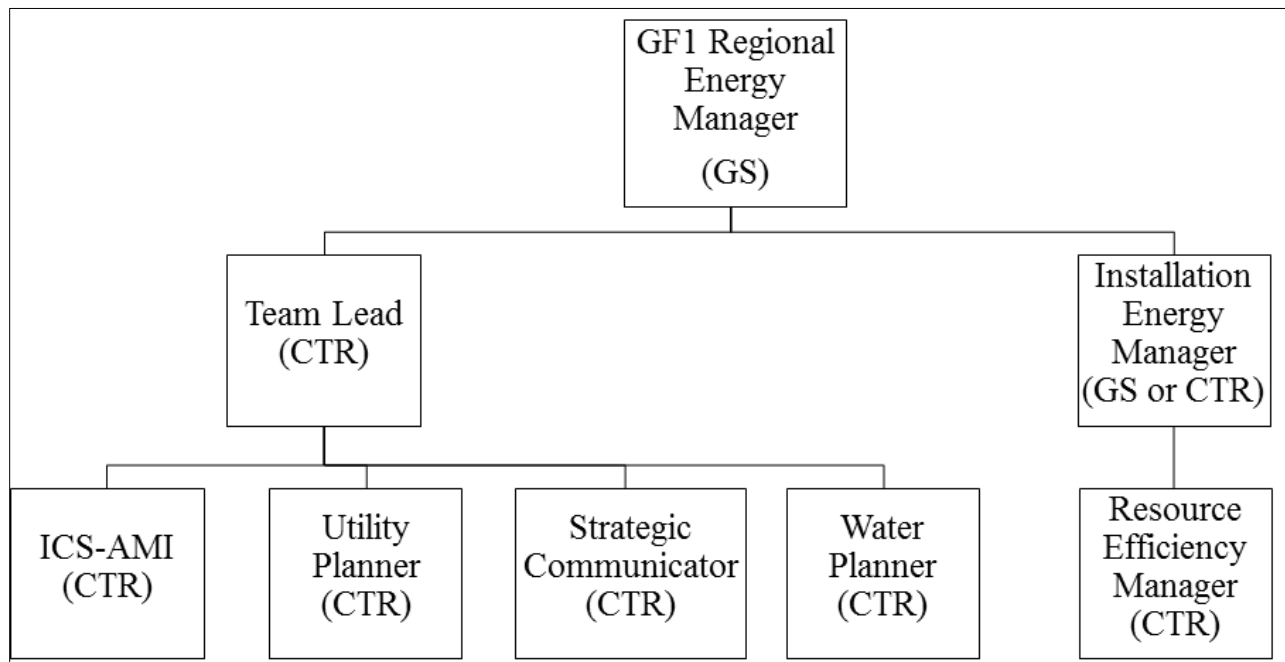 GF1 Regional
Energy
Manager
(GS)
Team Lead
(CTR)
Installation
Energy
Manager
(GS or CTR)
ICS-AMI
(CTR)
Utility
Planner
(CTR)
Strategic
Communicator
(CTR)
Water
Planner
(CTR)
Resource
Efficiency
Manager
(CTR)